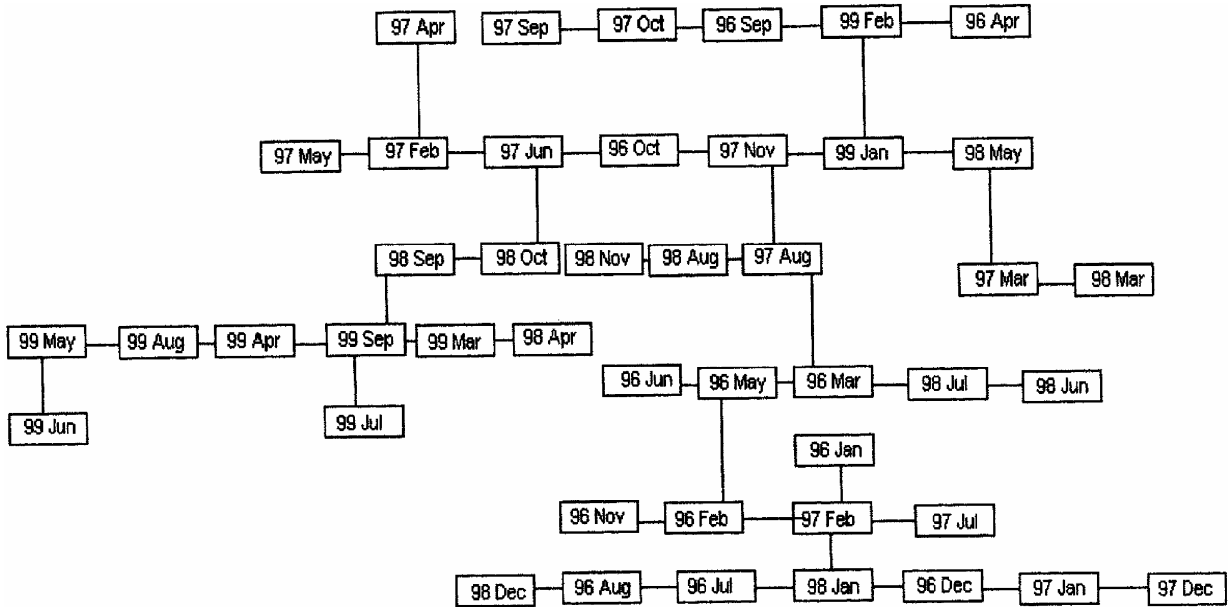 97 Apr 97 Sep 97 Oct 96 Sep 99 Feb 96 Apr
97 May 97 Feb 97 Jun 96 Oct 97 Nov 99 Jan 98 May
98 Sep 98 Oct 98 Nov 98 Aug 97 Aug
97 Mar 98 Mar
99 May 99 Aug 99 Apr 99 Sep 99 Mar 98 Apr
96 Jun 96 May 96 Mar 98 Jul 98 Jun
99 Jun 99 Jul
96 Jan
96 Nov 96 Feb 97 Feb 97 Jul
98 Dec 96 Aug 96 Jul 98 Jan 96 Dec 97 Jan 97 Dec